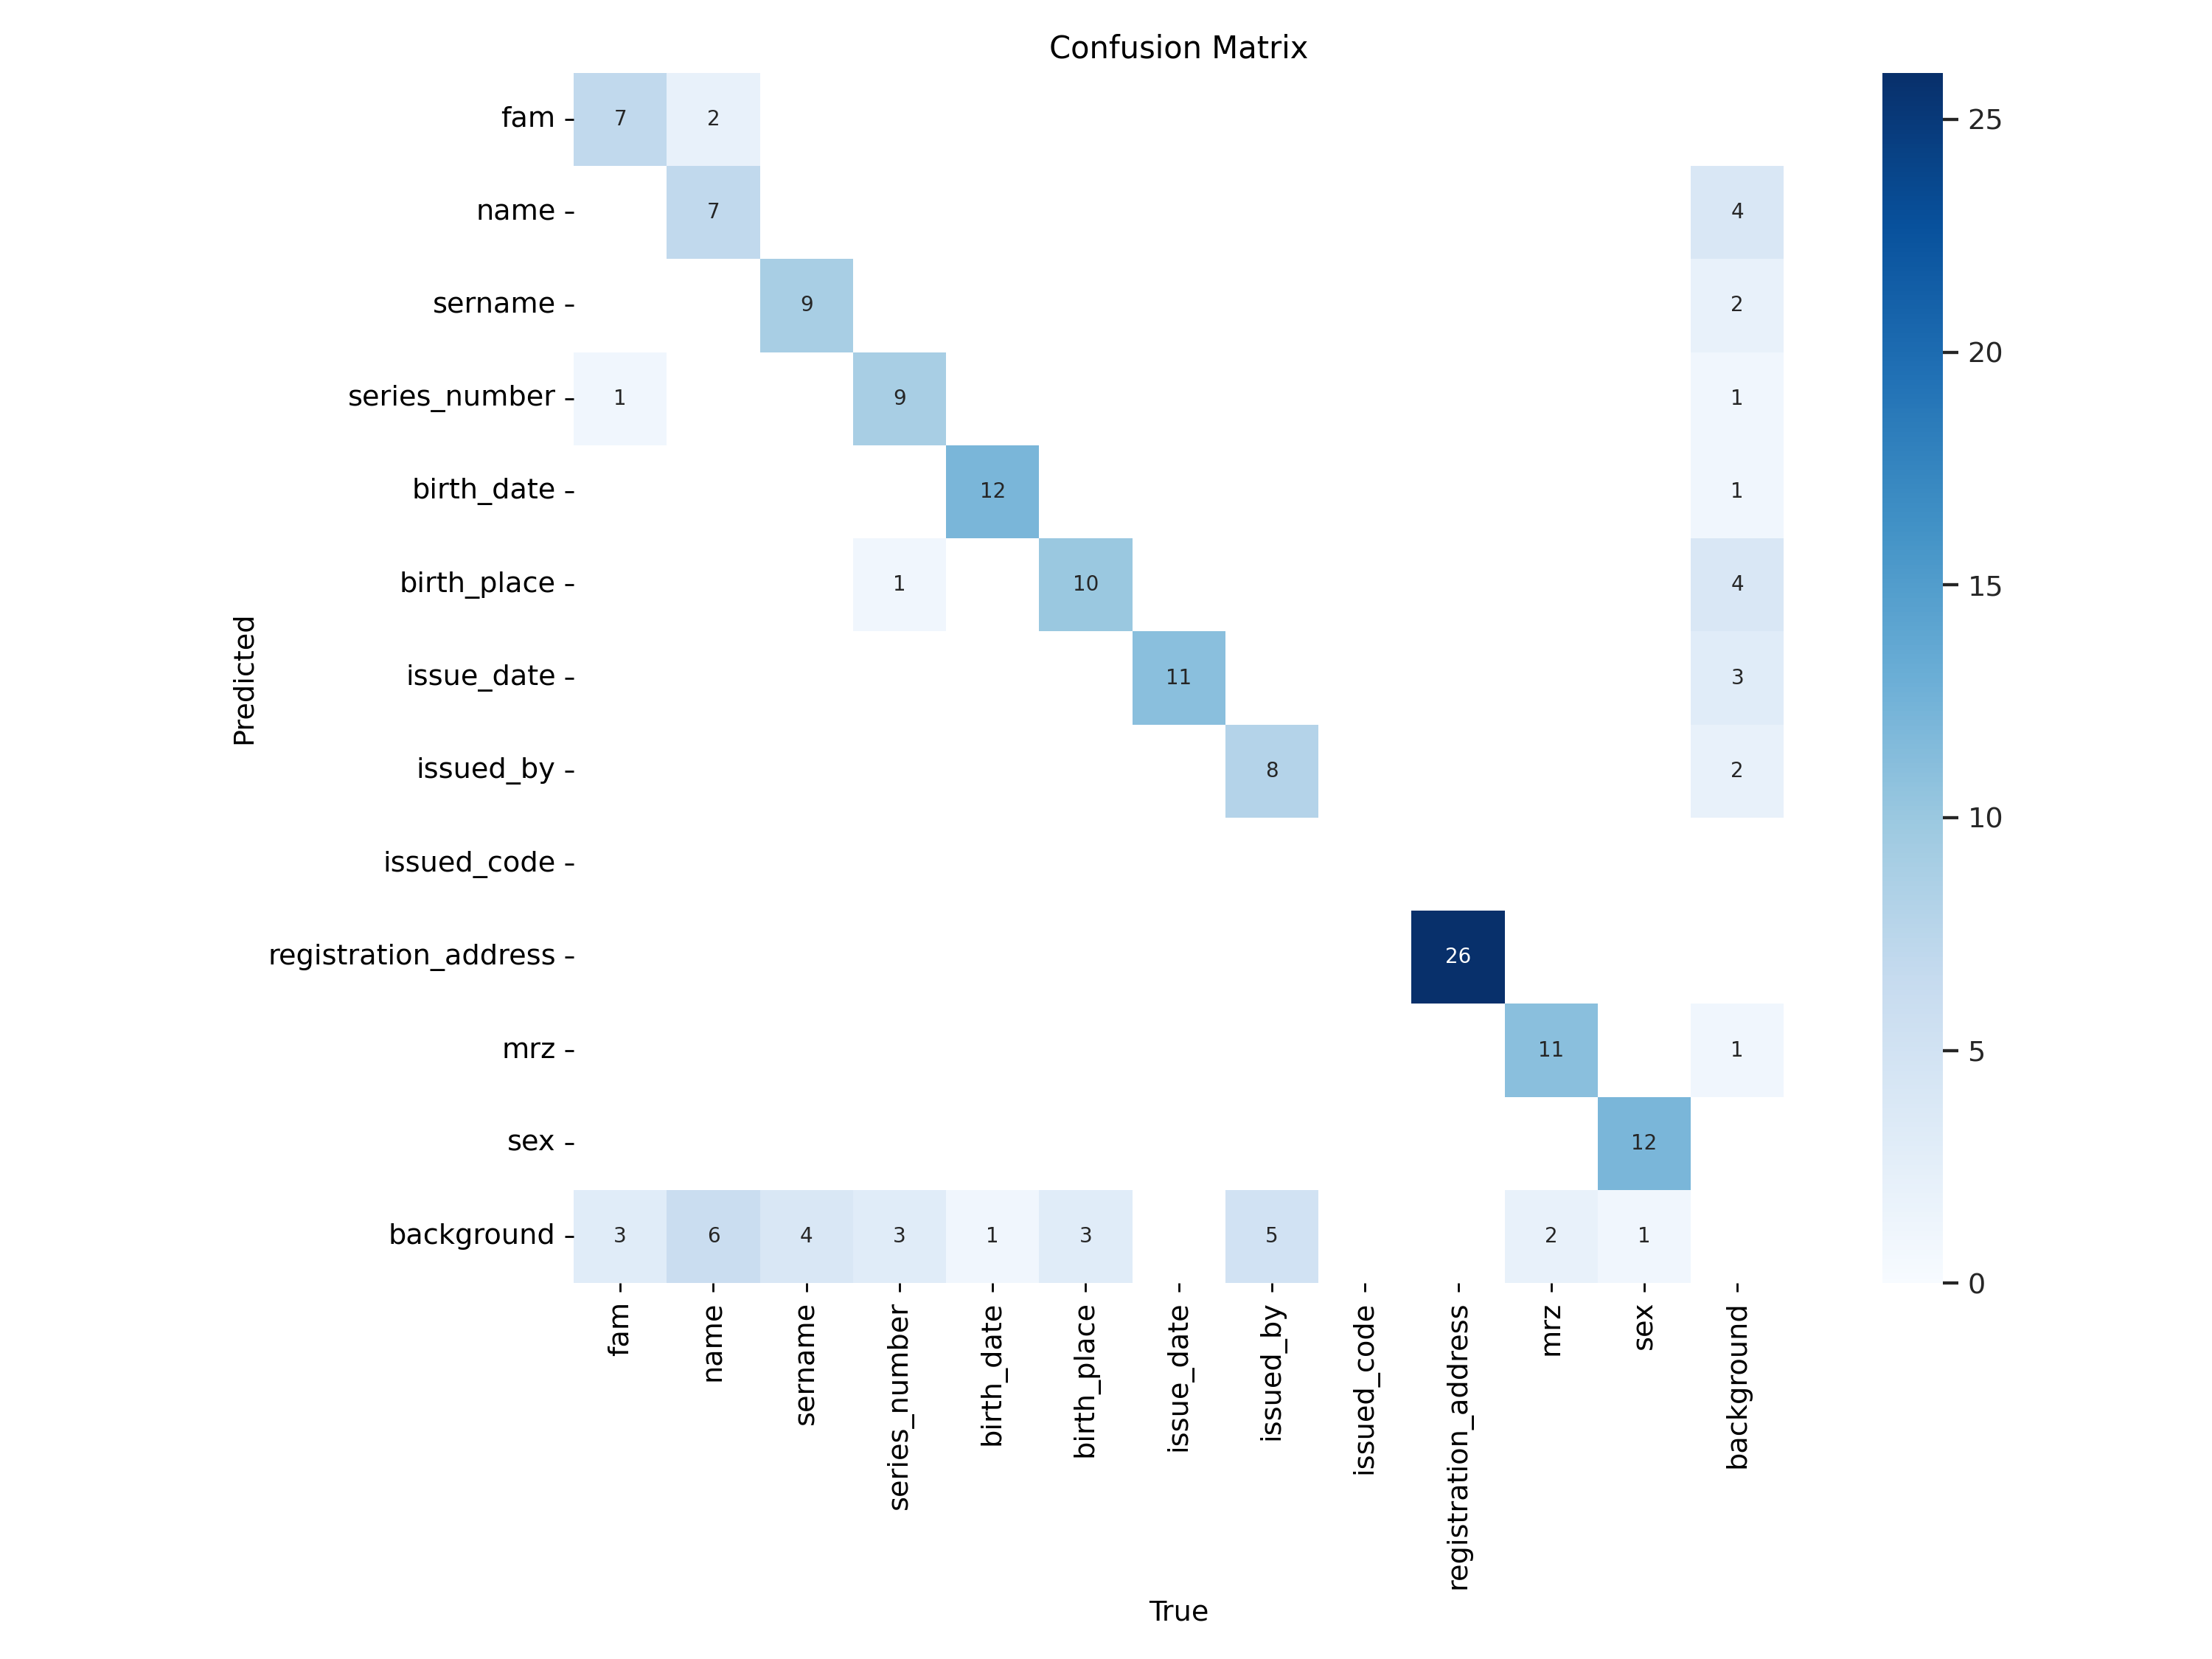 Confusion Matrix
fam 7 2
name 7 4
sername 9 2
series_number 1 9 1
birth_date 12 1
birth_place 1 10 4
issue_date 11 3
issued_by 8 2
issued_code
registration_address 26
mrz 11 1
sex 12
background 3 6 4 3 1 3 5 2 1
Predicted
fam
name
sername
series_number
birth_date
birth_place
issue_date
issued_by
issued_code
registration_address
mrz
sex
background
True
25
20
15
10
5
0